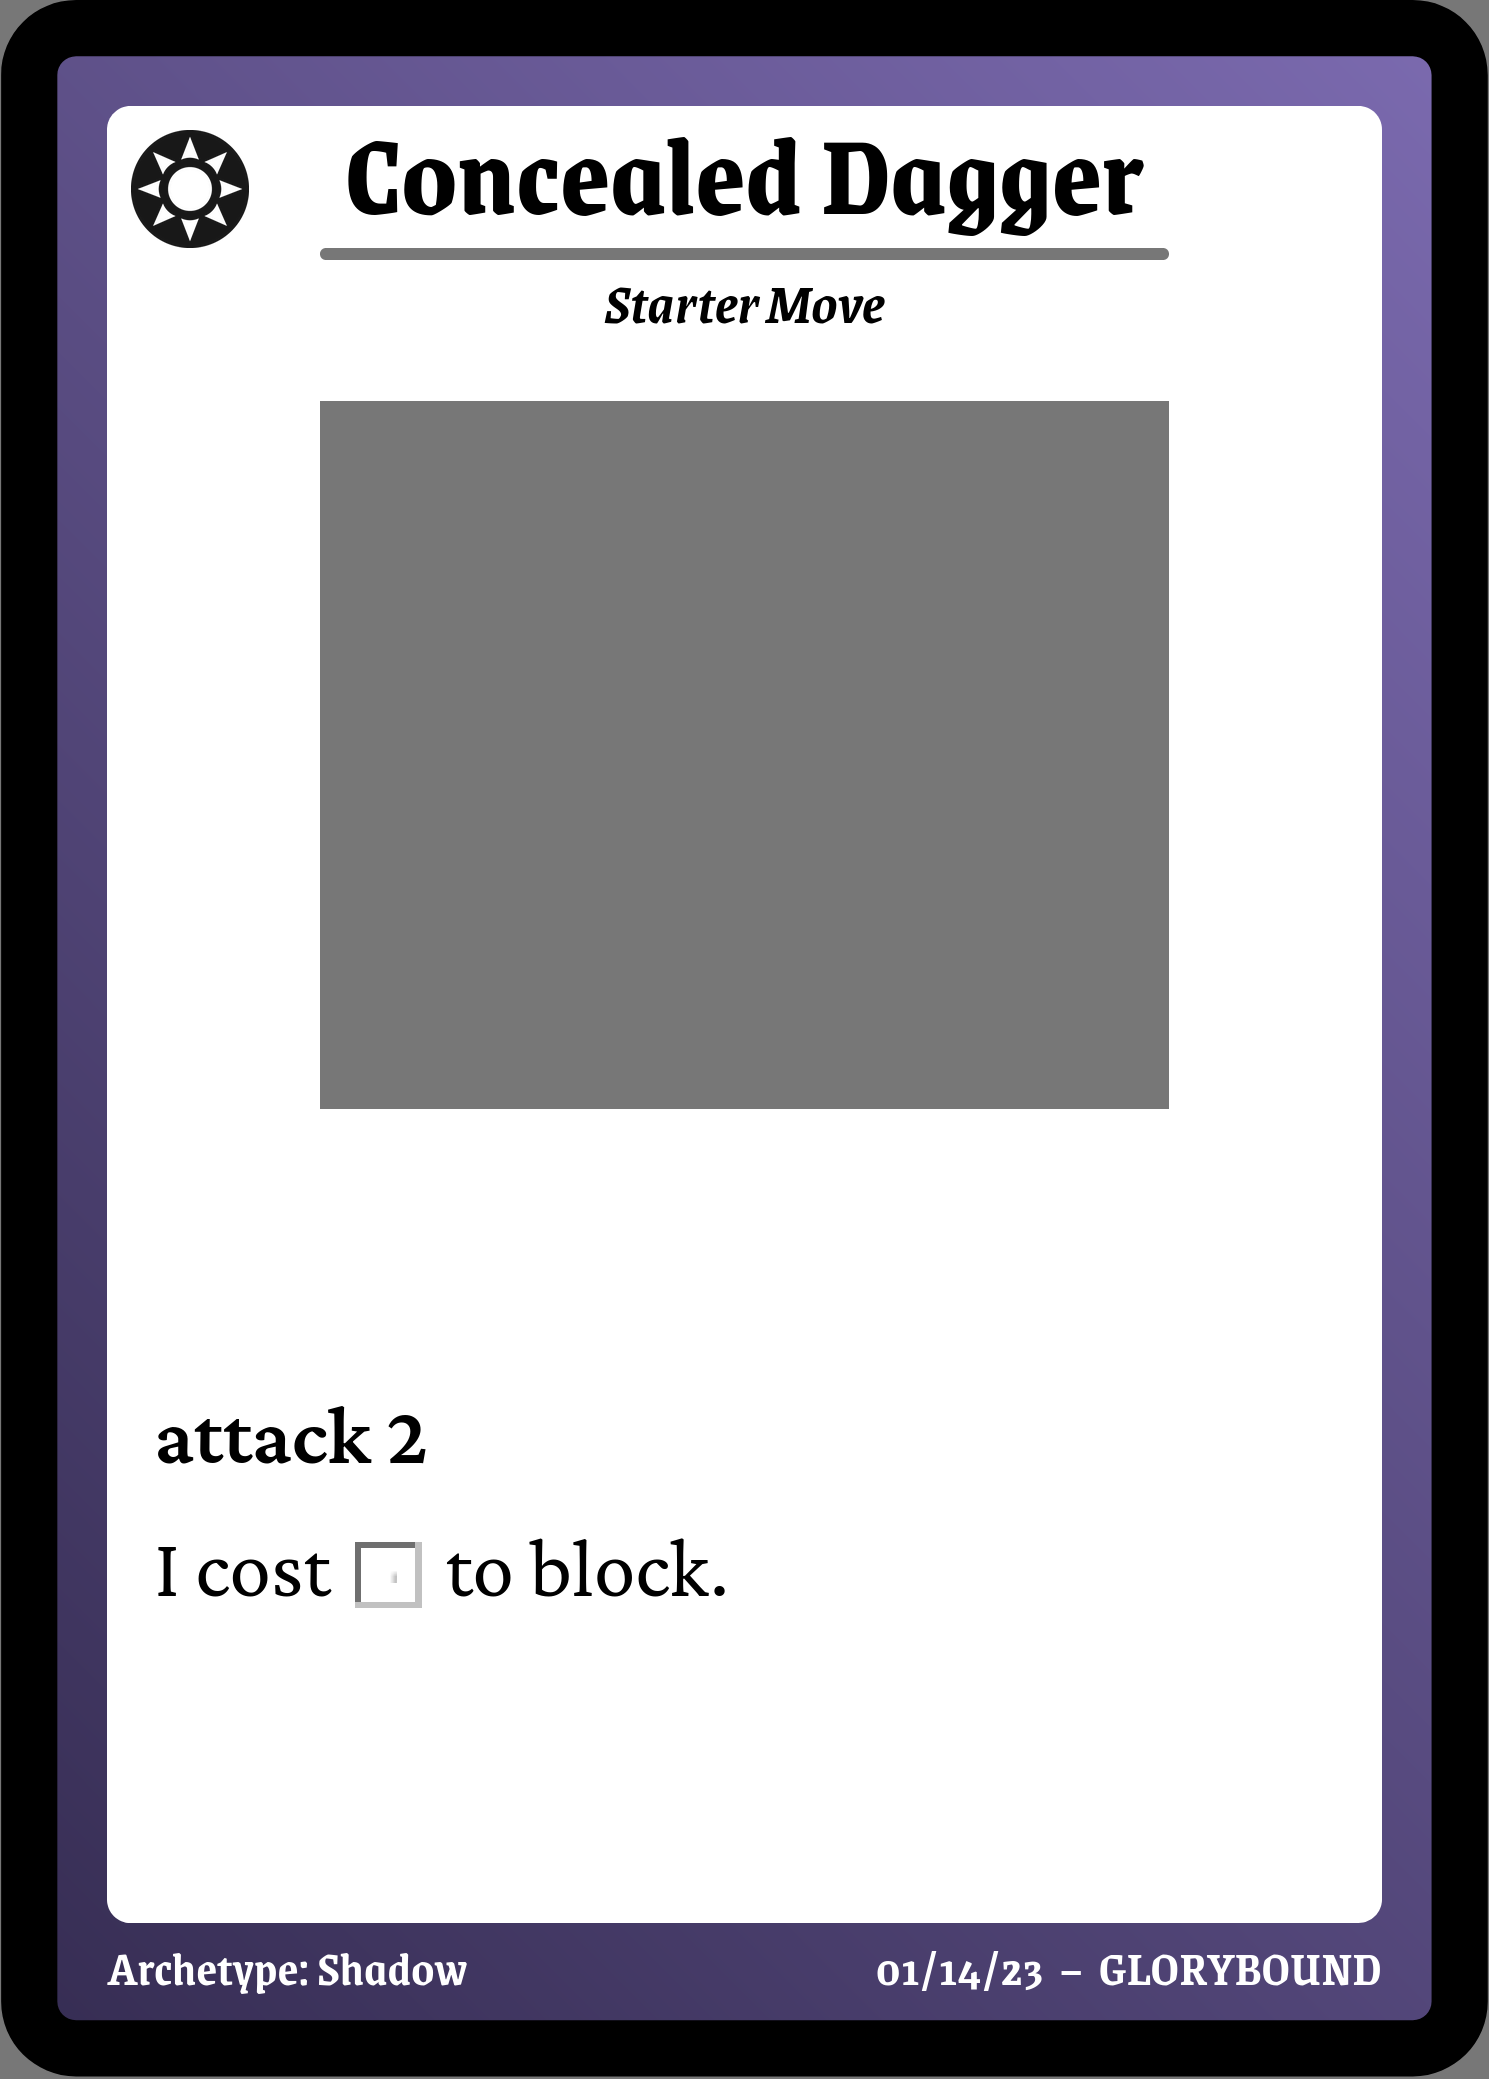 Concealed Dagger
Starter Move
attack 2
I cost to block.
Archetype: Shadow
01/14/23 – GLORYBOUND